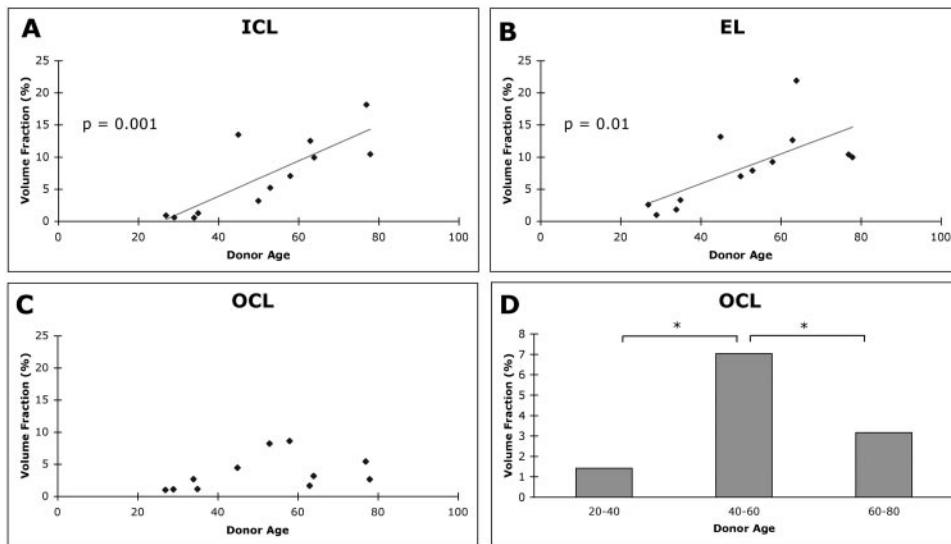 A
ICL
Volume Fraction (%)
25
20
15
10
5
0
p = 0.001
0 20 40 60 80 100
Donor Age
B
EL
Volume Fraction (%)
25
20
15
10
5
0
p = 0.01
0 20 40 60 80 100
Donor Age
C
OCL
Volume Fraction (%)
25
20
15
10
5
0
0 20 40 60 80 100
Donor Age
D
OCL
Volume Fraction (%)
8
7
6
5
4
3
2
1
0
* *
20-40 40-60 60-80
Donor Age